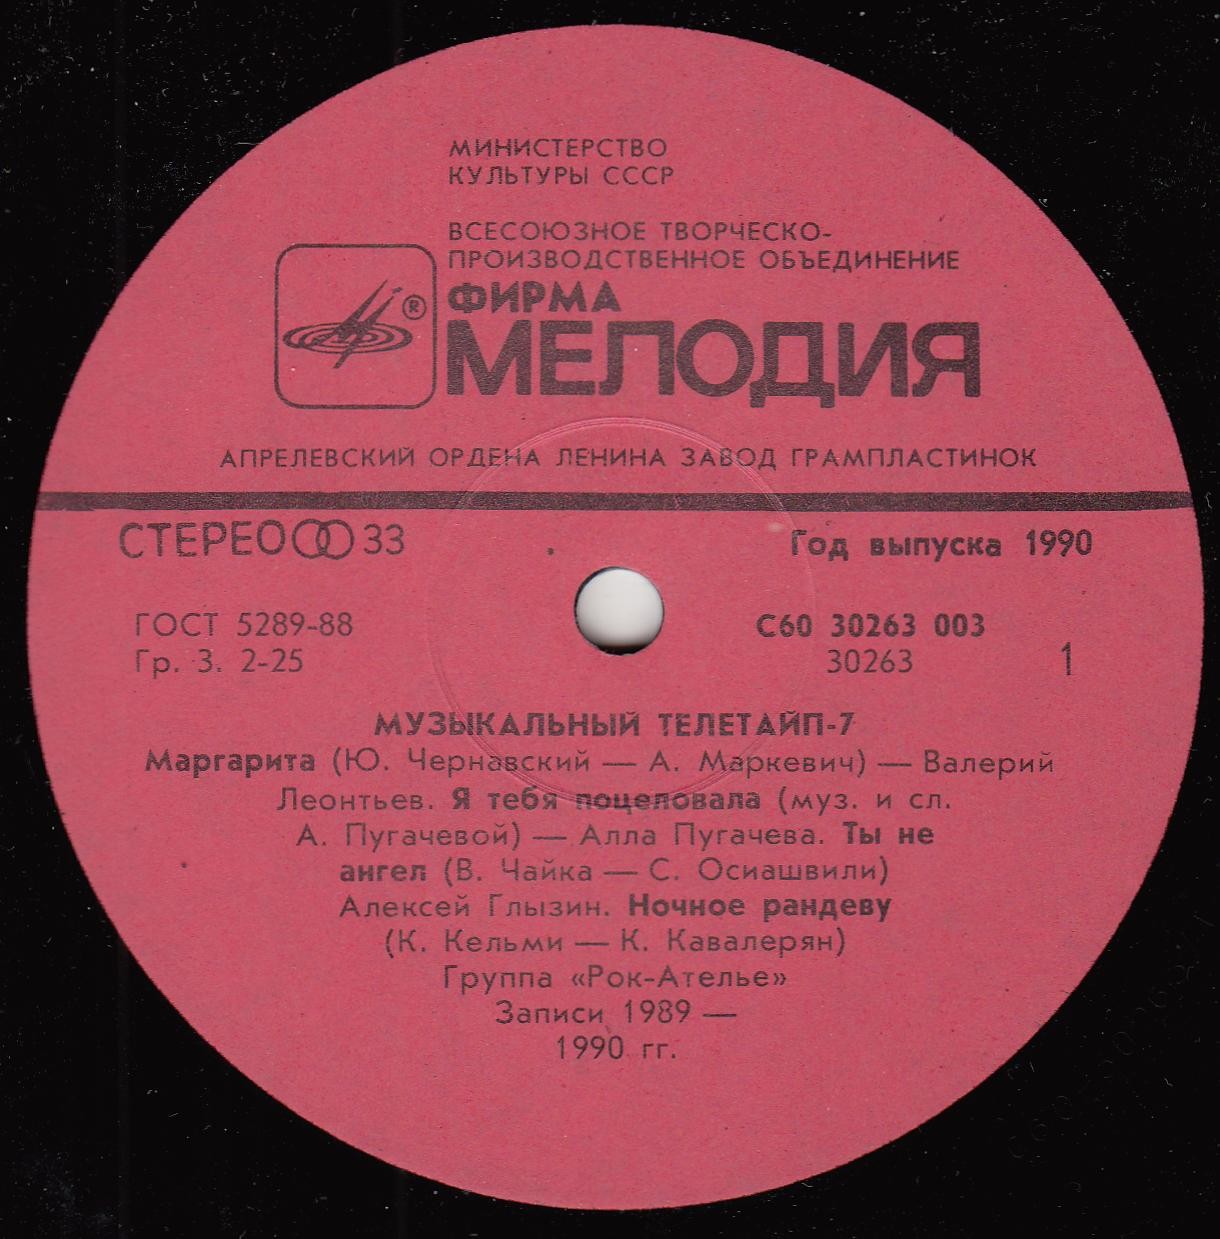 МИНИСТЕРСТВО
КУЛЬТУРЫ СССР
ВСЕСОЮЗНОЕ ТВОРЧЕСКО-
ПРОИЗВОДСТВЕННОЕ ОБЪЕДИНЕНИЕ
ФИРМА
®
МЕЛОДИЯ
АПРЕЛЕВСКИЙ ОРДЕНА ЛЕНИНА ЗАВОД ГРАМПЛАСТИНОК
СТЕРЕО 33
Год выпуска 1990
ГОСТ 5289-88
Гр. 3. 2-25
С60 30263 003
30263
1
МУЗЫКАЛЬНЫЙ ТЕЛЕТАЙП-7
Маргарита (Ю. Чернавский — А. Маркевич) — Валерий
Леонтьев. Я тебя поцеловала (муз. и сл.
А. Пугачевой) — Алла Пугачева. Ты не
ангел (В. Чайка — С. Осиашвили)
Алексей Глызин. Ночное рандеву
(К. Кельми — К. Кавалерян)
Группа «Рок-Ателье»
Записи 1989 —
1990 гг.